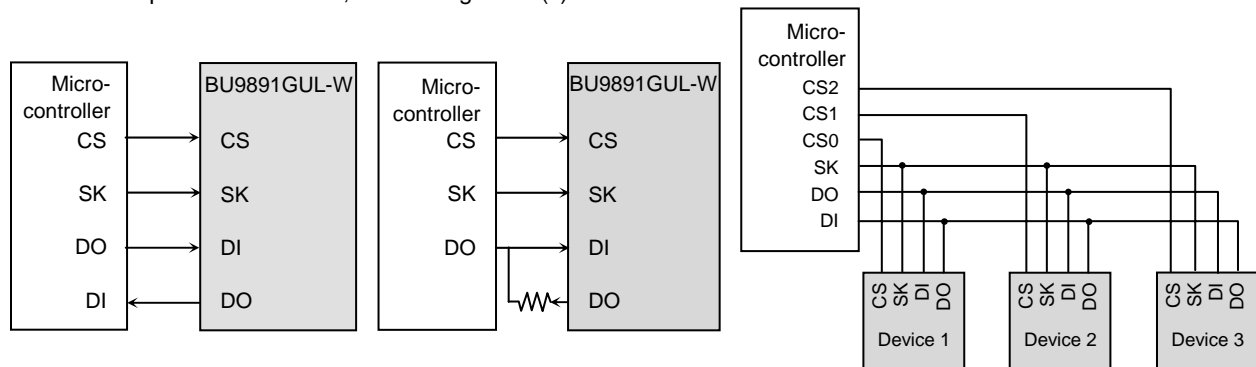 Micro-
controller
CS
SK
DO
DI
BU9891GUL-W
CS
SK
DI
DO
Micro-
controller
CS
SK
DO
BU9891GUL-W
CS
SK
DI
DO
Micro-
controller
CS2
CS1
CS0
SK
DO
DI
CS
SK
DI
DO
Device 1
CS
SK
DI
DO
Device 2
CS
SK
DI
DO
Device 3